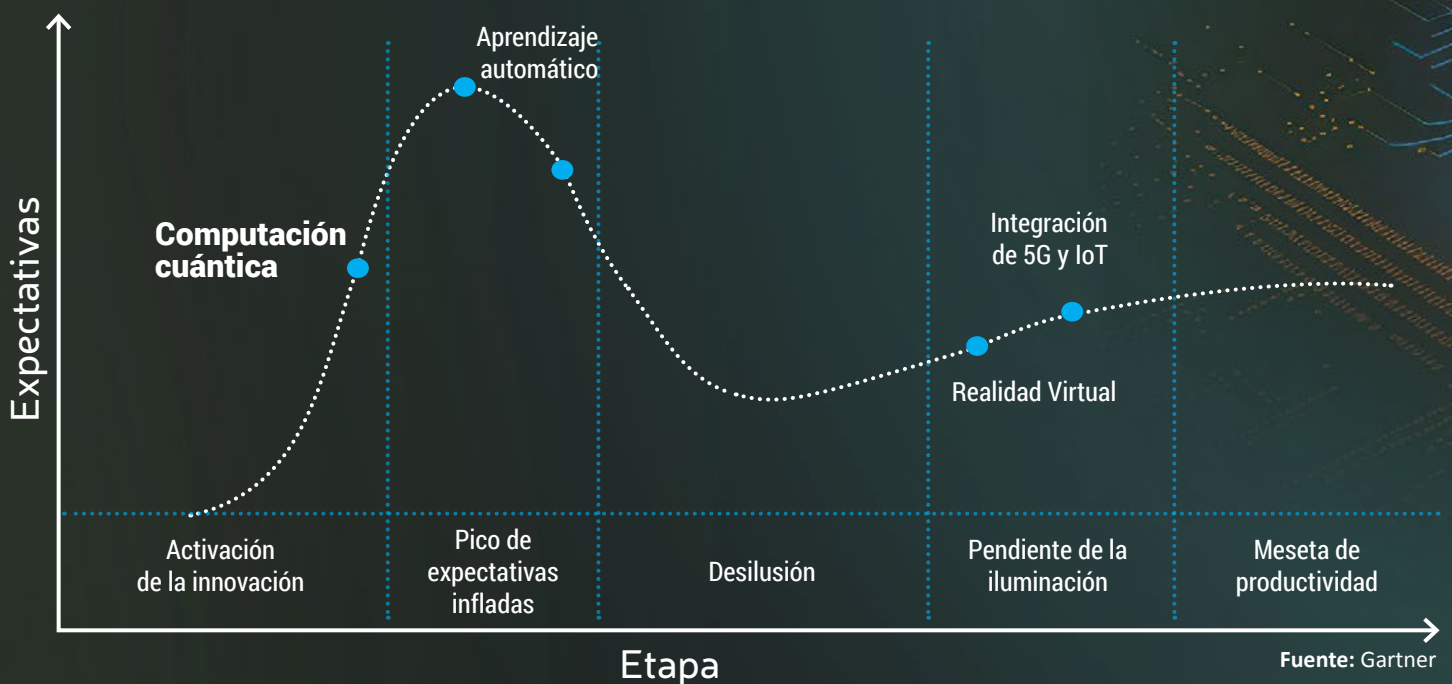 Expectativas
Aprendizaje
automático
Computación
cuántica
Integración
de 5G y IoT
Realidad Virtual
Activación
de la innovación
Pico de
expectativas
infladas
Desilusión
Pendiente de la
iluminación
Meseta de
productividad
Etapa
Fuente: Gartner